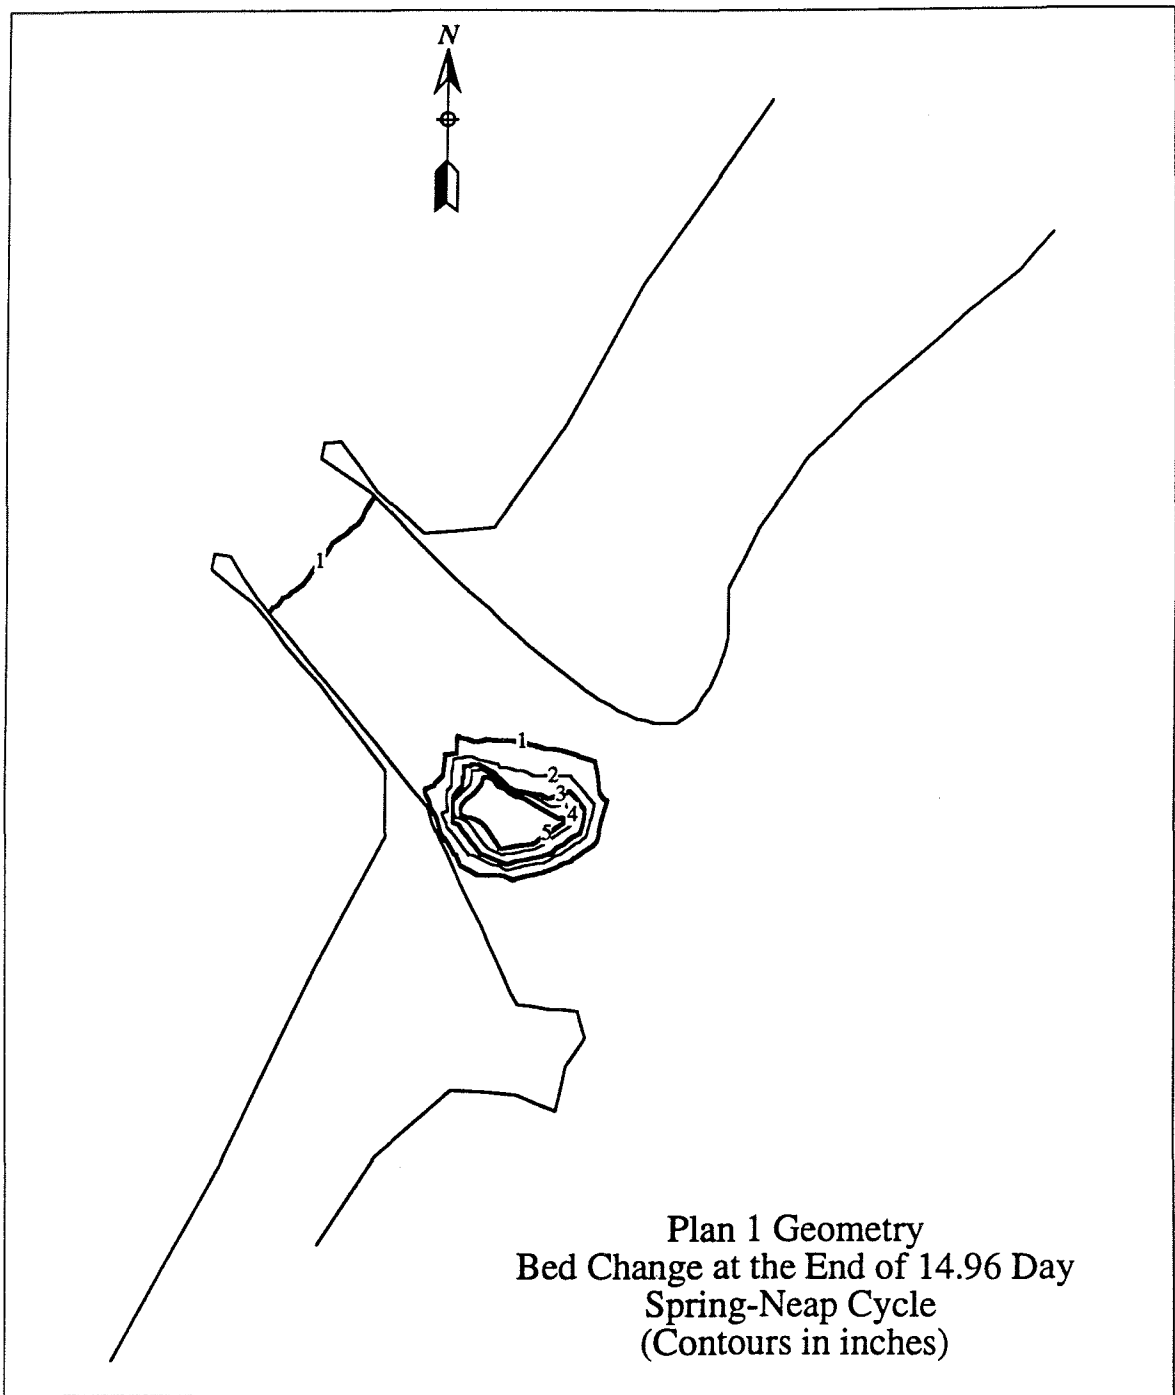 N
1
1
2
3
4
5
Plan 1 Geometry
Bed Change at the End of 14.96 Day
Spring-Neap Cycle
(Contours in inches)